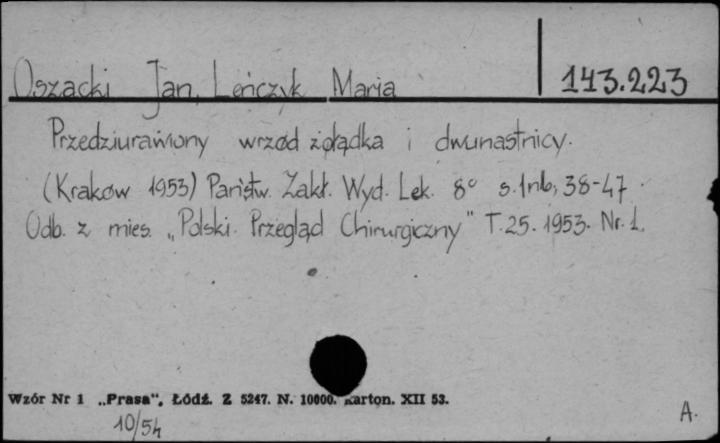 Oszacki Jan, Leńczyk Maria
143.223
Przedziurawiony wrzód żołądka i dwunastnicy.
(Kraków 1953) Państw. Zakł. Wyd. Lek. 8° s. 1nlb, 38-47.
Odb. z mies. „Polski Przegląd Chirurgiczny" T. 25. 1953. Nr. 1.
Wzór Nr 1 „Prasa", Łódź. Z 5247. N. 10000. Karton. XII 53.
10/54
A.